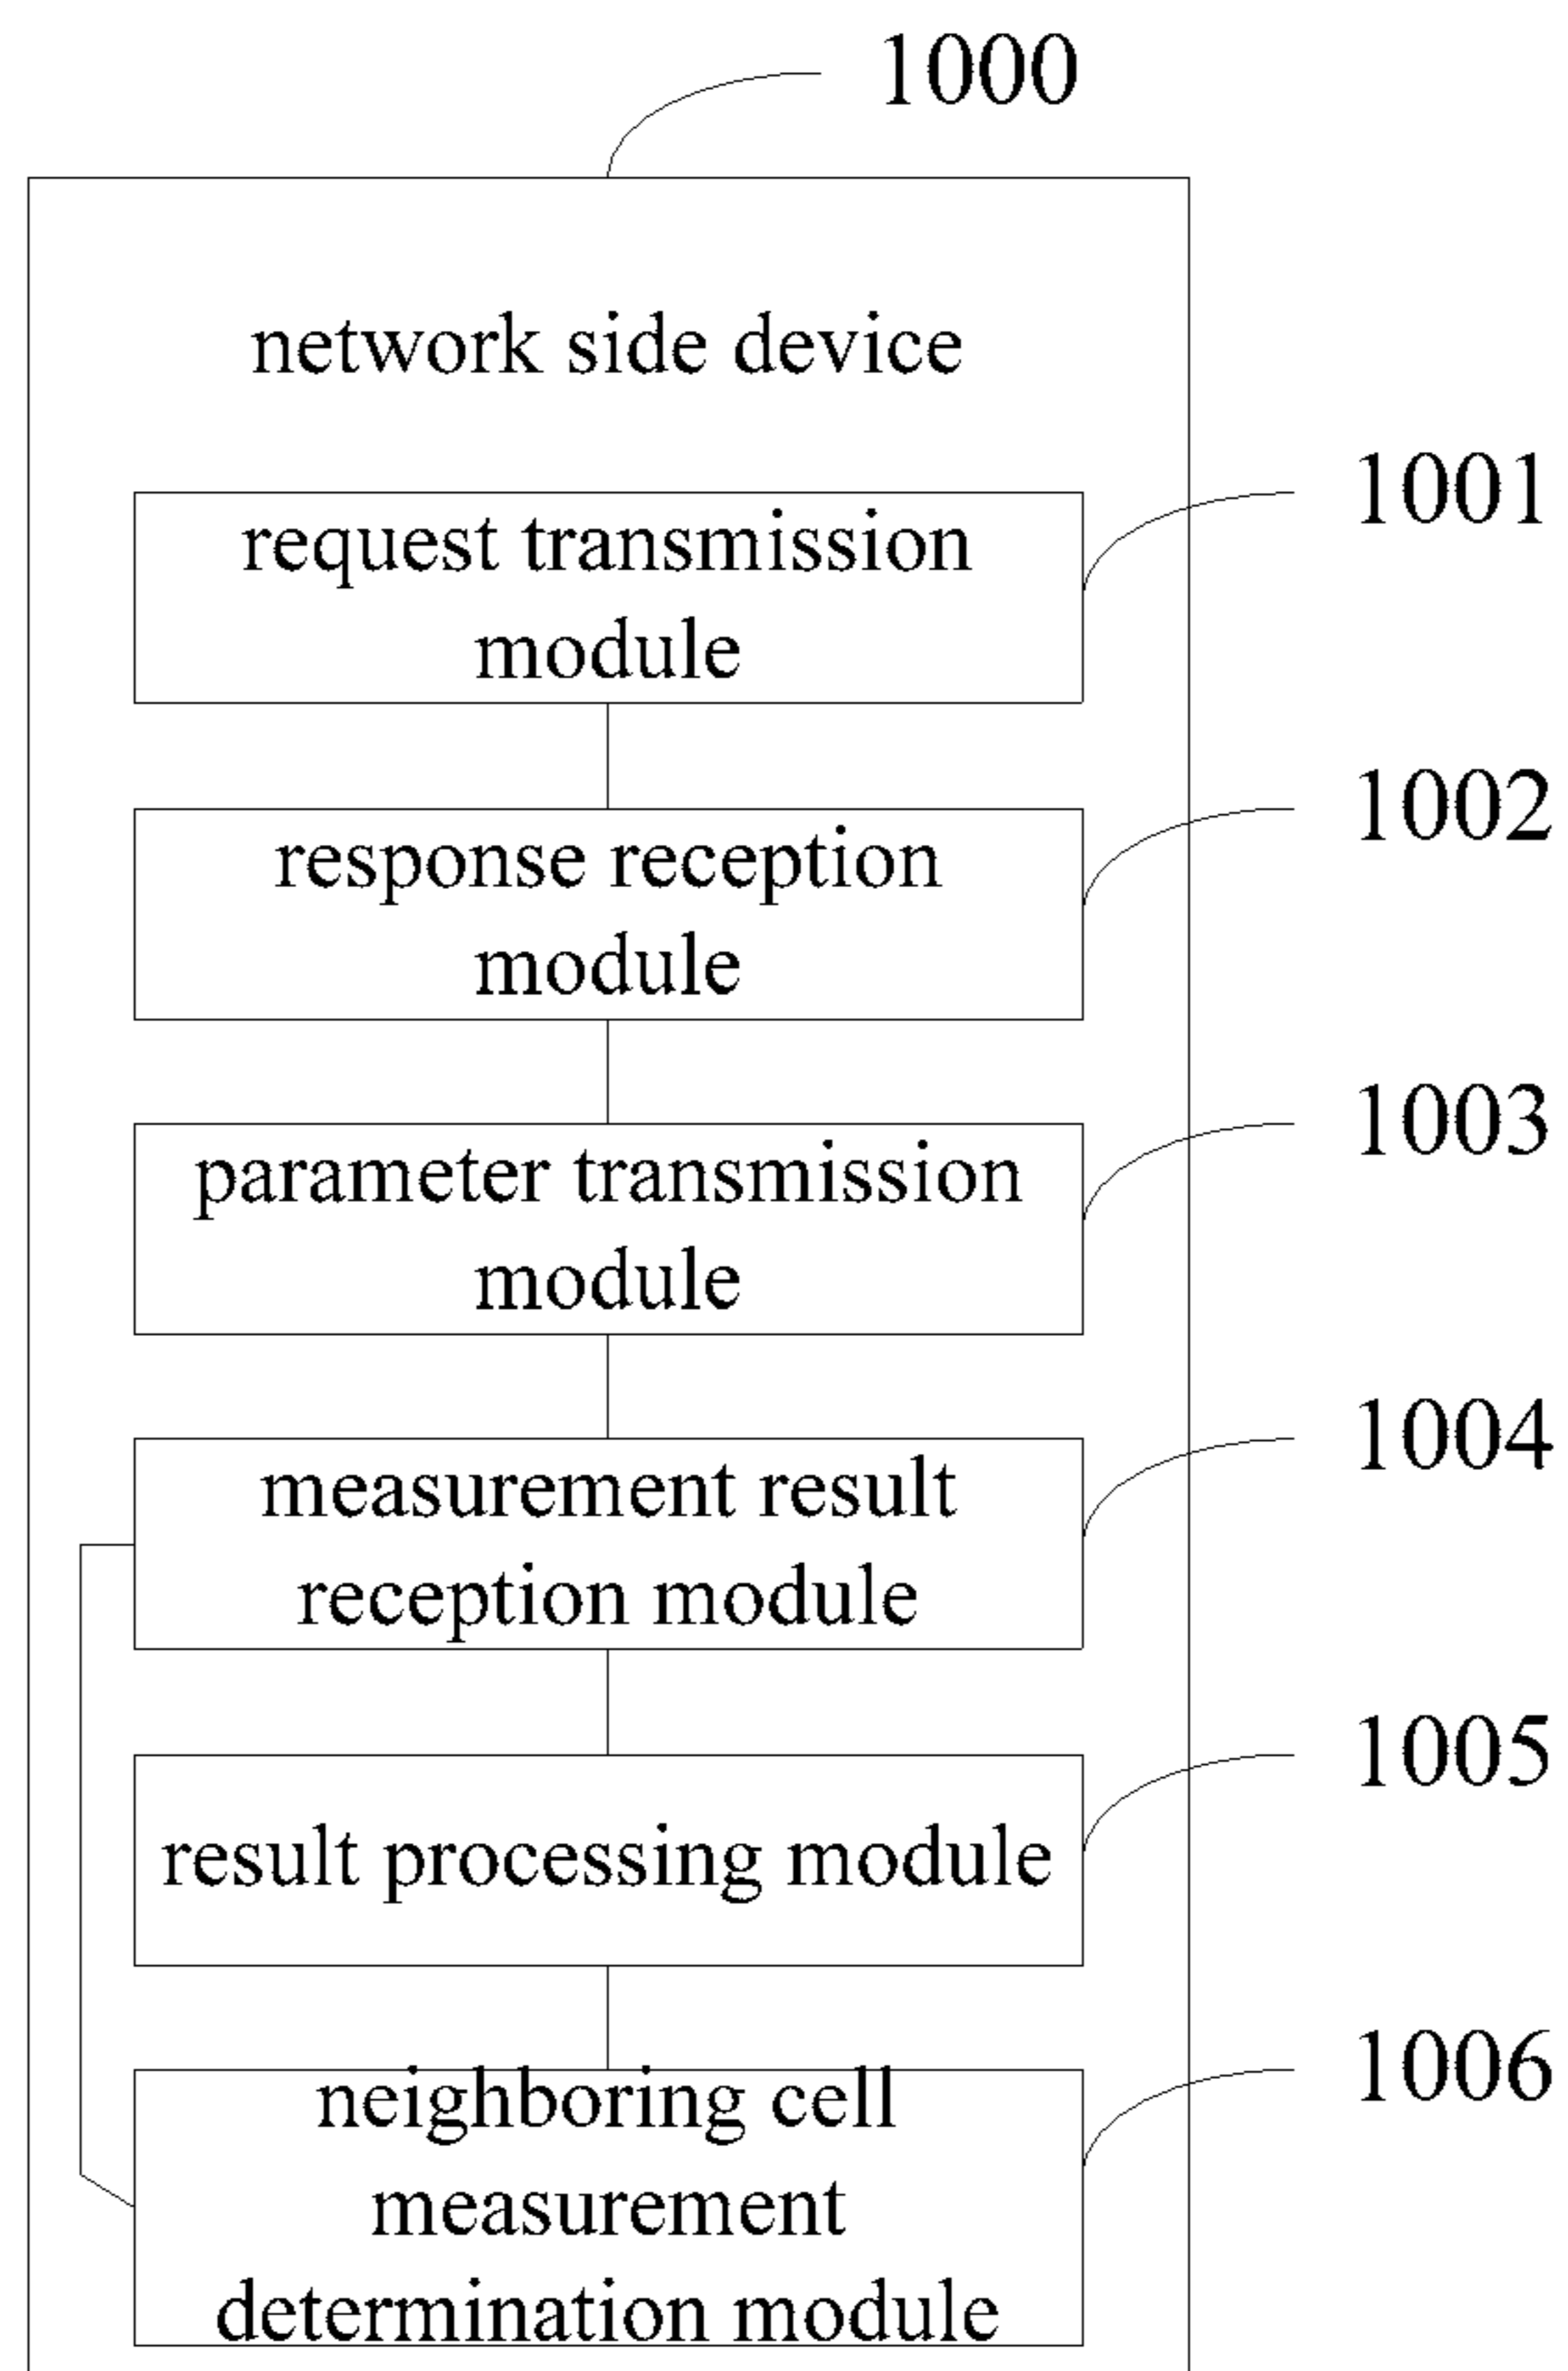 1000
network side device
1001
request transmission
module
1002
response reception
module
1003
parameter transmission
module
1004
measurement result
reception module
1005
result processing module
1006
neighboring cell
measurement
determination module